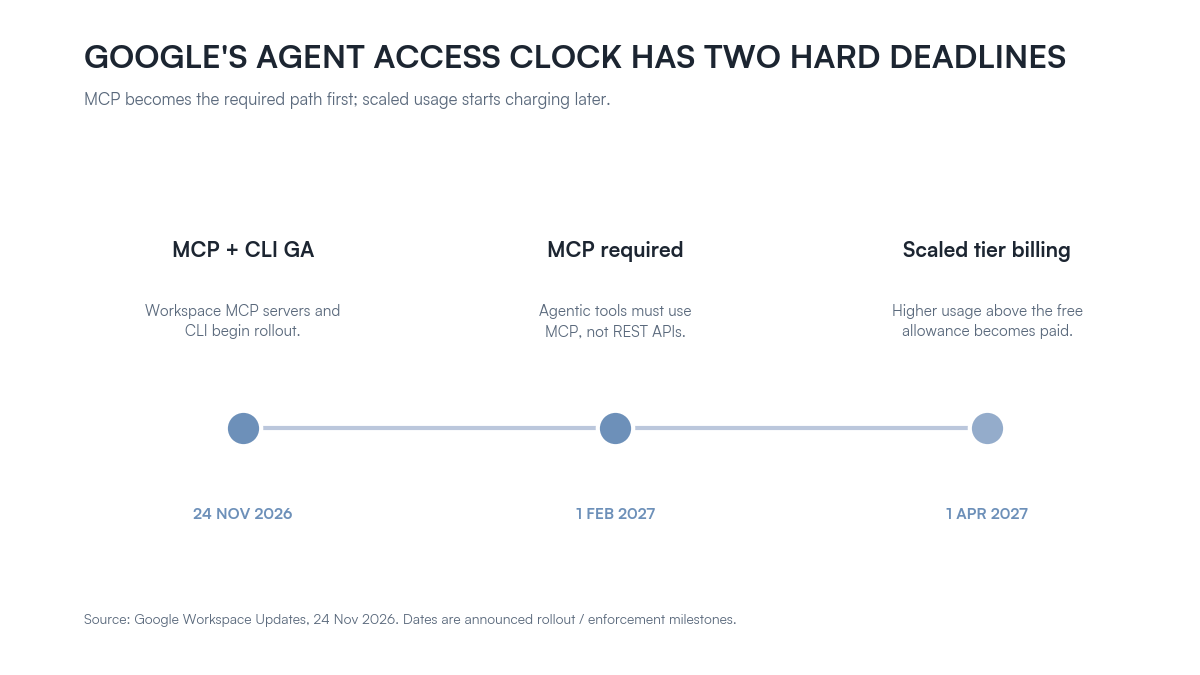 GOOGLE'S AGENT ACCESS CLOCK HAS TWO HARD DEADLINES
MCP becomes the required path first; scaled usage starts charging later.
MCP + CLI GA
Workspace MCP servers and
CLI begin rollout.
24 NOV 2026
MCP required
Agentic tools must use
MCP, not REST APIs.
1 FEB 2027
Scaled tier billing
Higher usage above the free
allowance becomes paid.
1 APR 2027
Source: Google Workspace Updates, 24 Nov 2026. Dates are announced rollout / enforcement milestones.